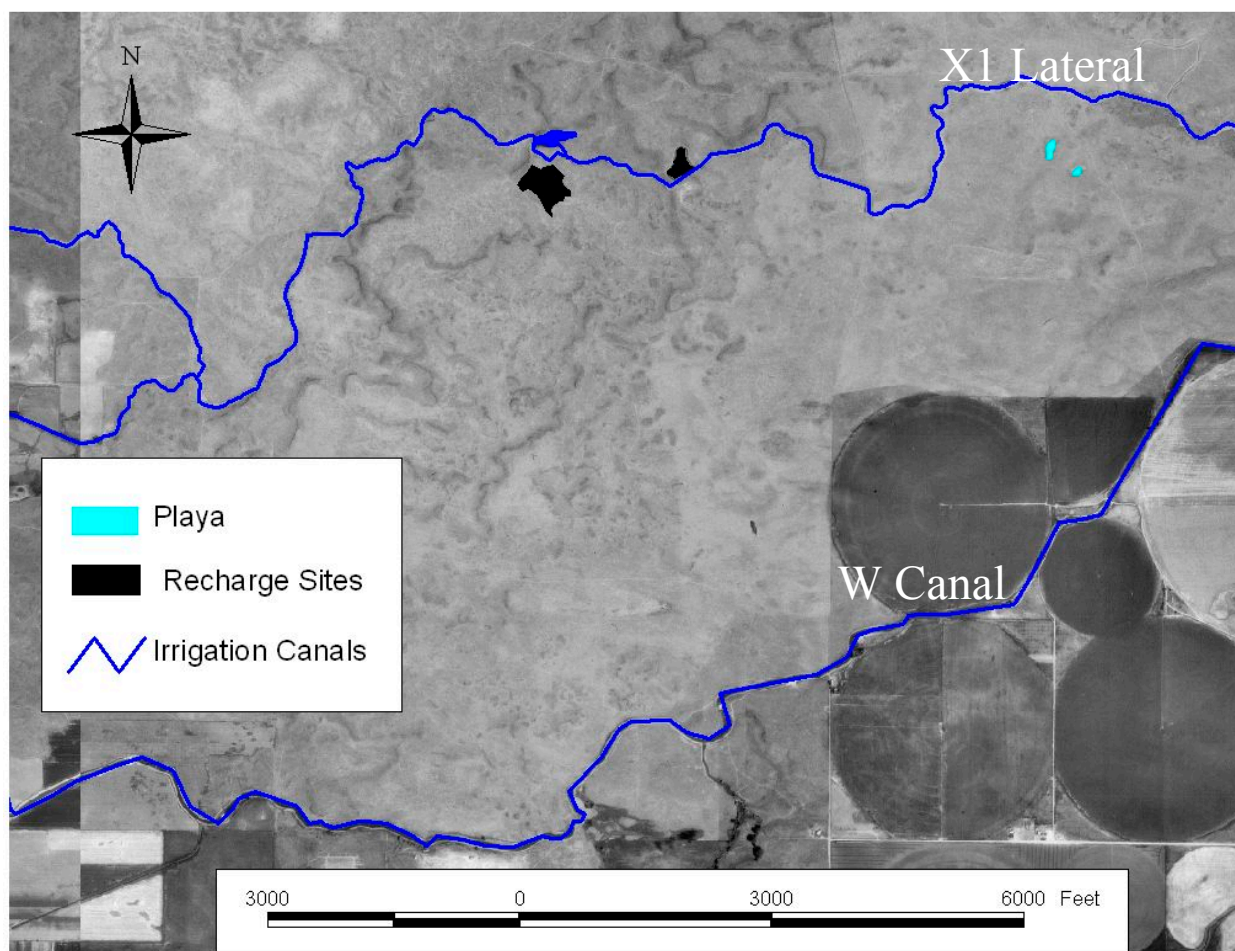 N
X1 Lateral
Playa
Recharge Sites
Irrigation Canals
W Canal
3000 0 3000 6000 Feet